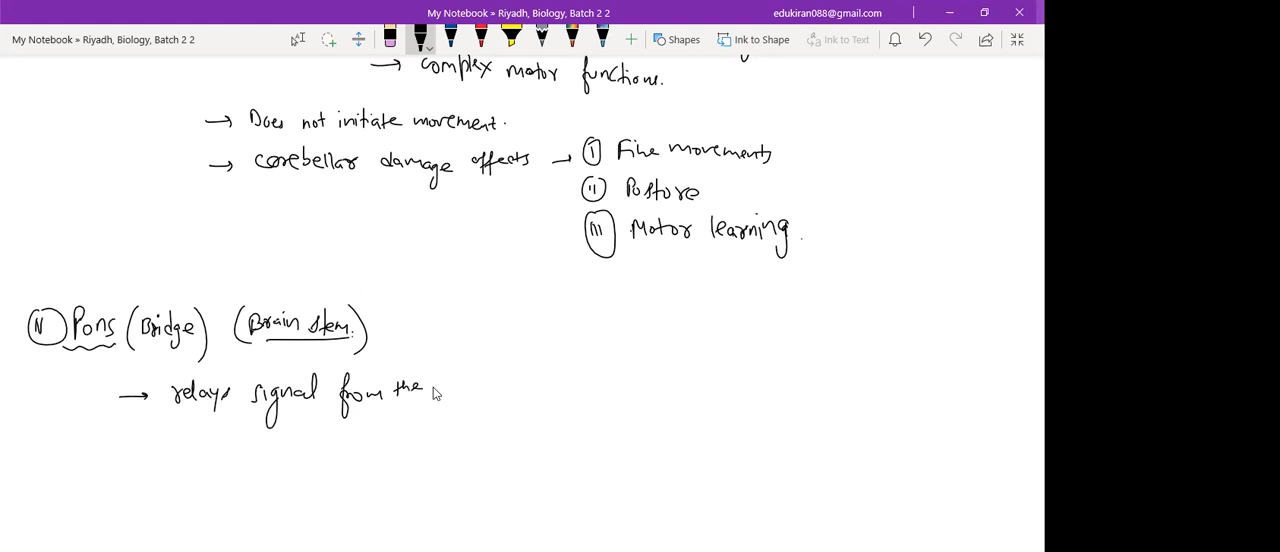 My Notebook » Riyadh, Biology, Batch 2 2
edukiran088@gmail.com
My Notebook » Riyadh, Biology, Batch 2 2
Shapes
Ink to Shape
Ink to Text
→ complex motor functions.
→ Does not initiate movement.
→ cerebellar damage effects → (I) Fine movements
(II) Posture
(III) Motor learning.
(IV) Pons (Bridge) (Brain stem.)
→ relays signal from the